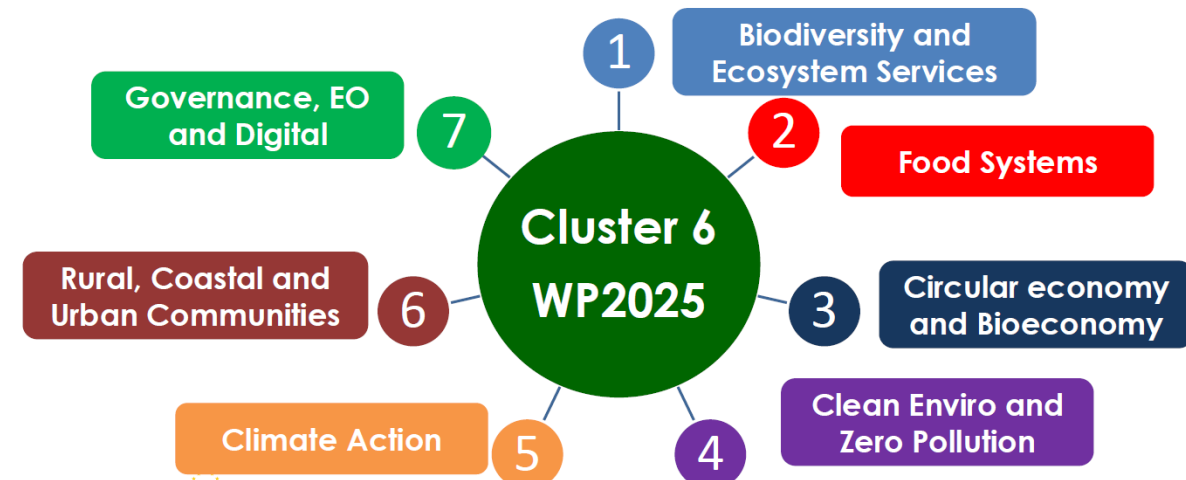 1
Biodiversity and
Ecosystem Services
2
Food Systems
3
Circular economy
and Bioeconomy
4
Clean Enviro and
Zero Pollution
5
Climate Action
6
Rural, Coastal and
Urban Communities
7
Governance, EO
and Digital
Cluster 6
WP2025